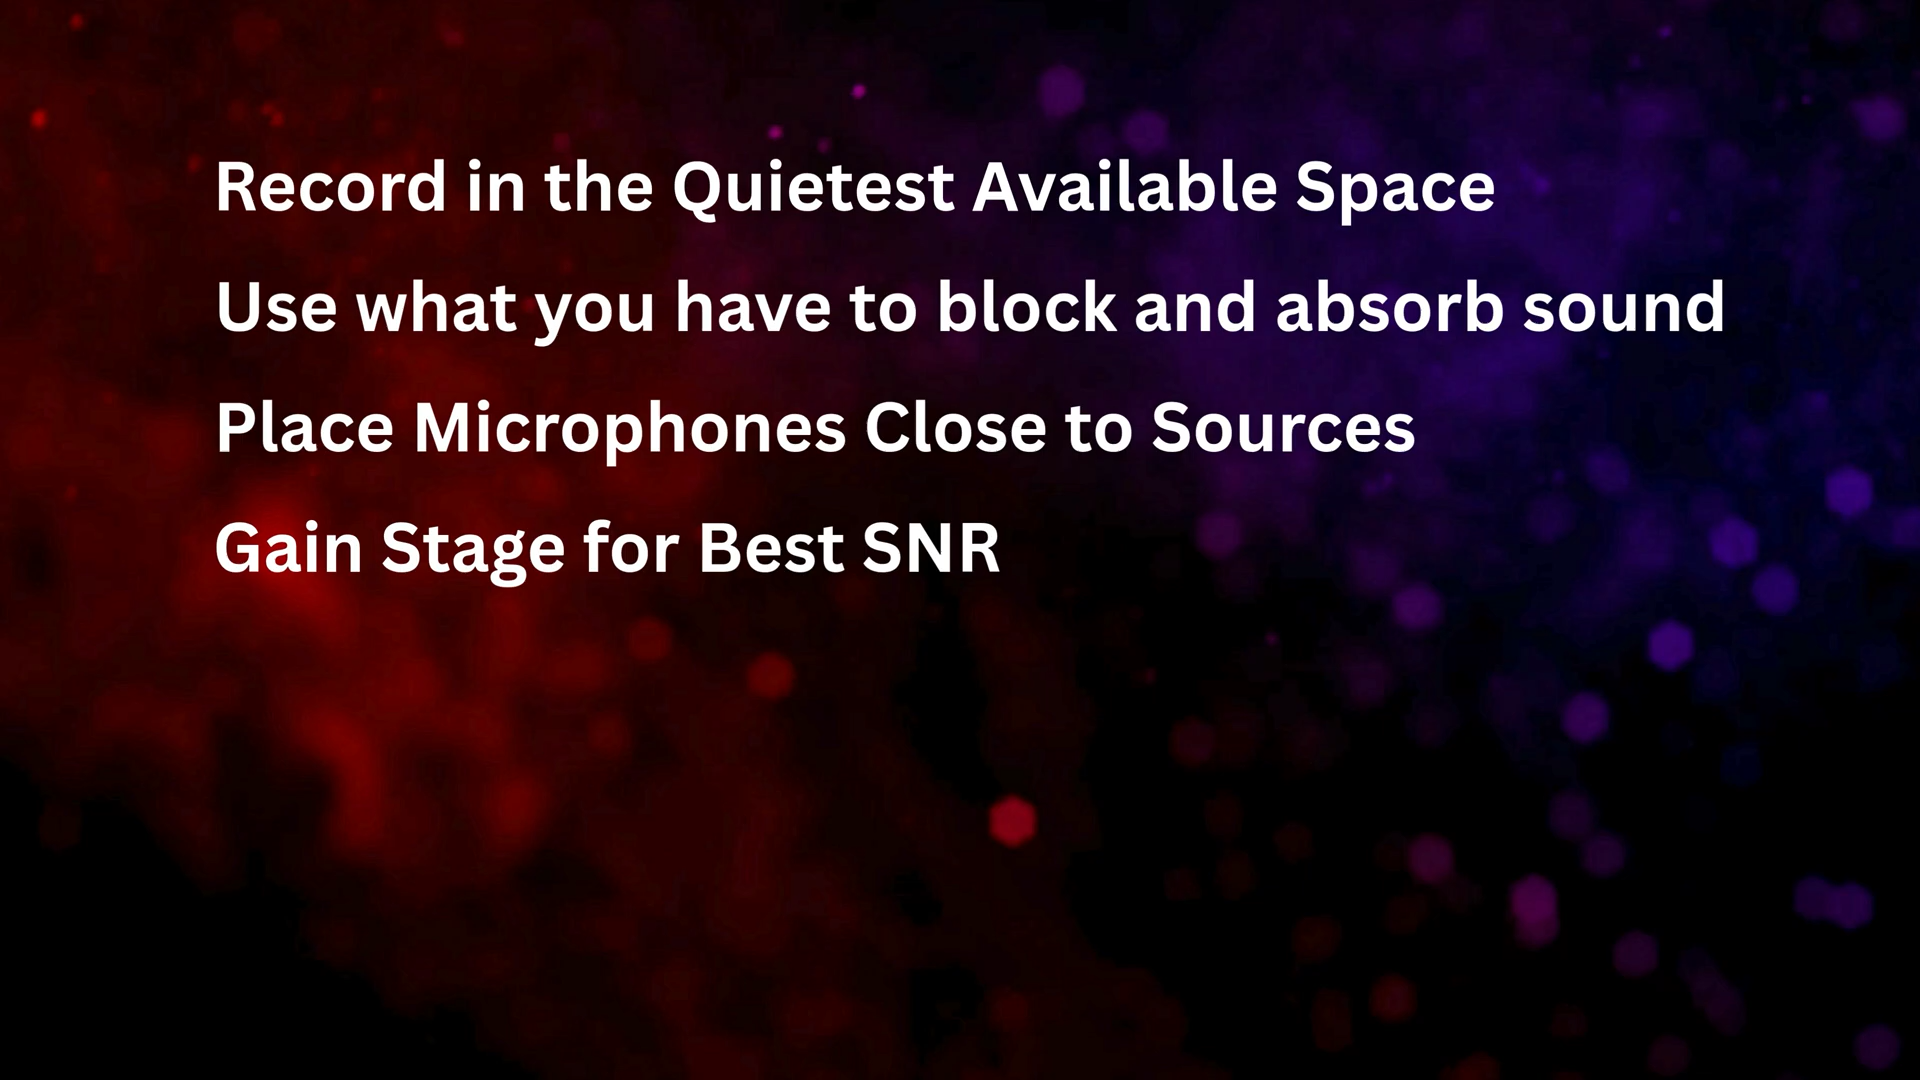 Record in the Quietest Available Space
Use what you have to block and absorb sound
Place Microphones Close to Sources
Gain Stage for Best SNR